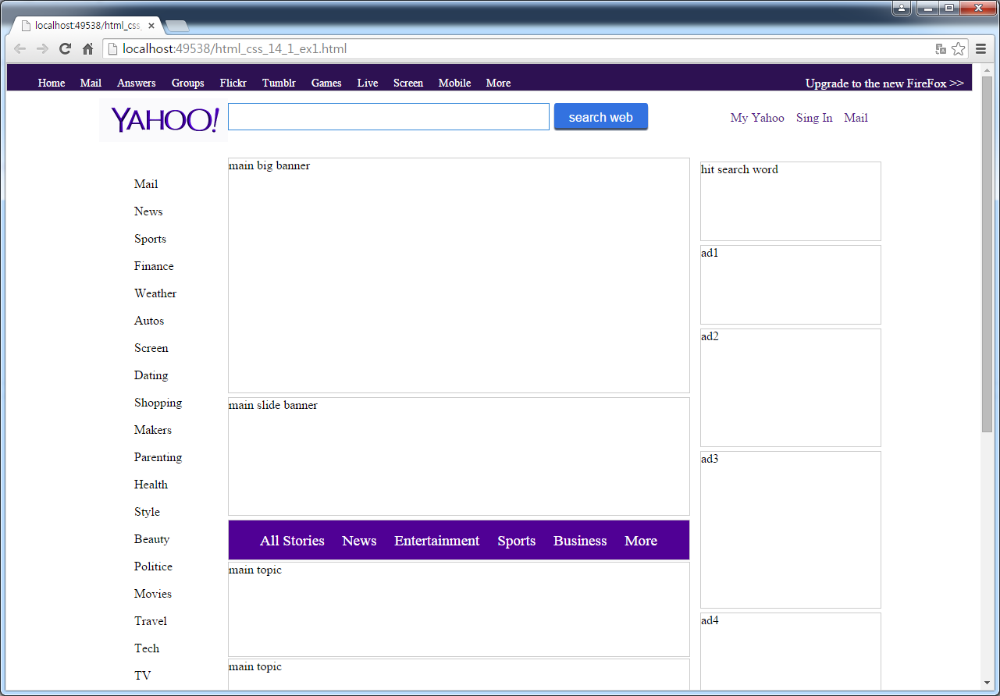 localhost:49538/html_css_
localhost:49538/html_css_14_1_ex1.html
Home Mail Answers Groups Flickr Tumblr Games Live Screen Mobile More Upgrade to the new FireFox >>
YAHOO! search web My Yahoo Sing In Mail
Mail
News
Sports
Finance
Weather
Autos
Screen
Dating
Shopping
Makers
Parenting
Health
Style
Beauty
Politice
Movies
Travel
Tech
TV
main big banner
main slide banner
All Stories News Entertainment Sports Business More
main topic
main topic
hit search word
ad1
ad2
ad3
ad4